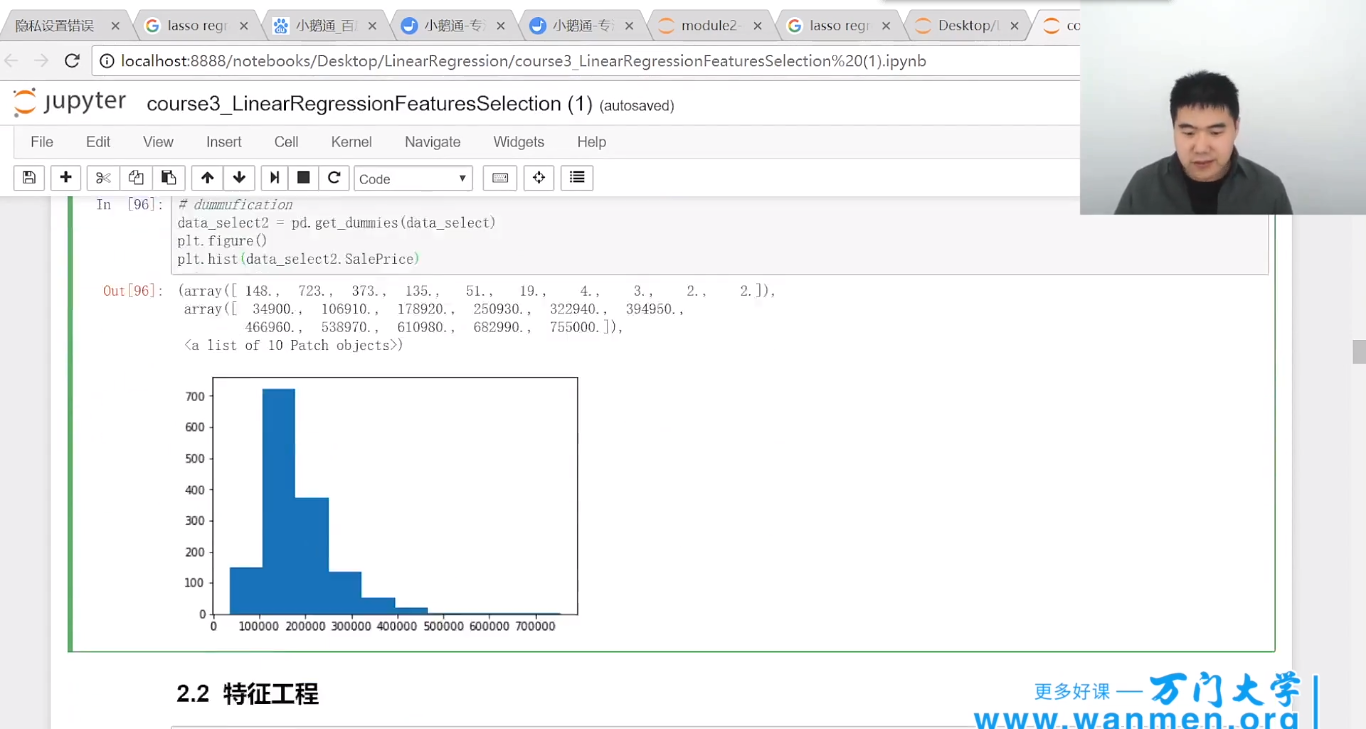 隐私设置错误 × lasso regr × 小鹅通_百 × 小鹅通-专 × 小鹅通-专 × module2- × lasso regr × Desktop/l × co
localhost:8888/notebooks/Desktop/LinearRegression/course3_LinearRegressionFeaturesSelection%20(1).ipynb
jupyter course3_LinearRegressionFeaturesSelection (1) (autosaved)
File Edit View Insert Cell Kernel Navigate Widgets Help
Code
In [96]: # dummufication
data_select2 = pd.get_dummies(data_select)
plt.figure()
plt.hist(data_select2.SalePrice)
Out[96]: (array([ 148., 723., 373., 135., 51., 19., 4., 3., 2., 2.]),
array([ 34900., 106910., 178920., 250930., 322940., 394950.,
466960., 538970., 610980., 682990., 755000.]),
<a list of 10 Patch objects>)
700
600
500
400
300
200
100
0
0 100000 200000 300000 400000 500000 600000 700000
2.2 特征工程
更多好课 — 万门大学
www.wanmen.org